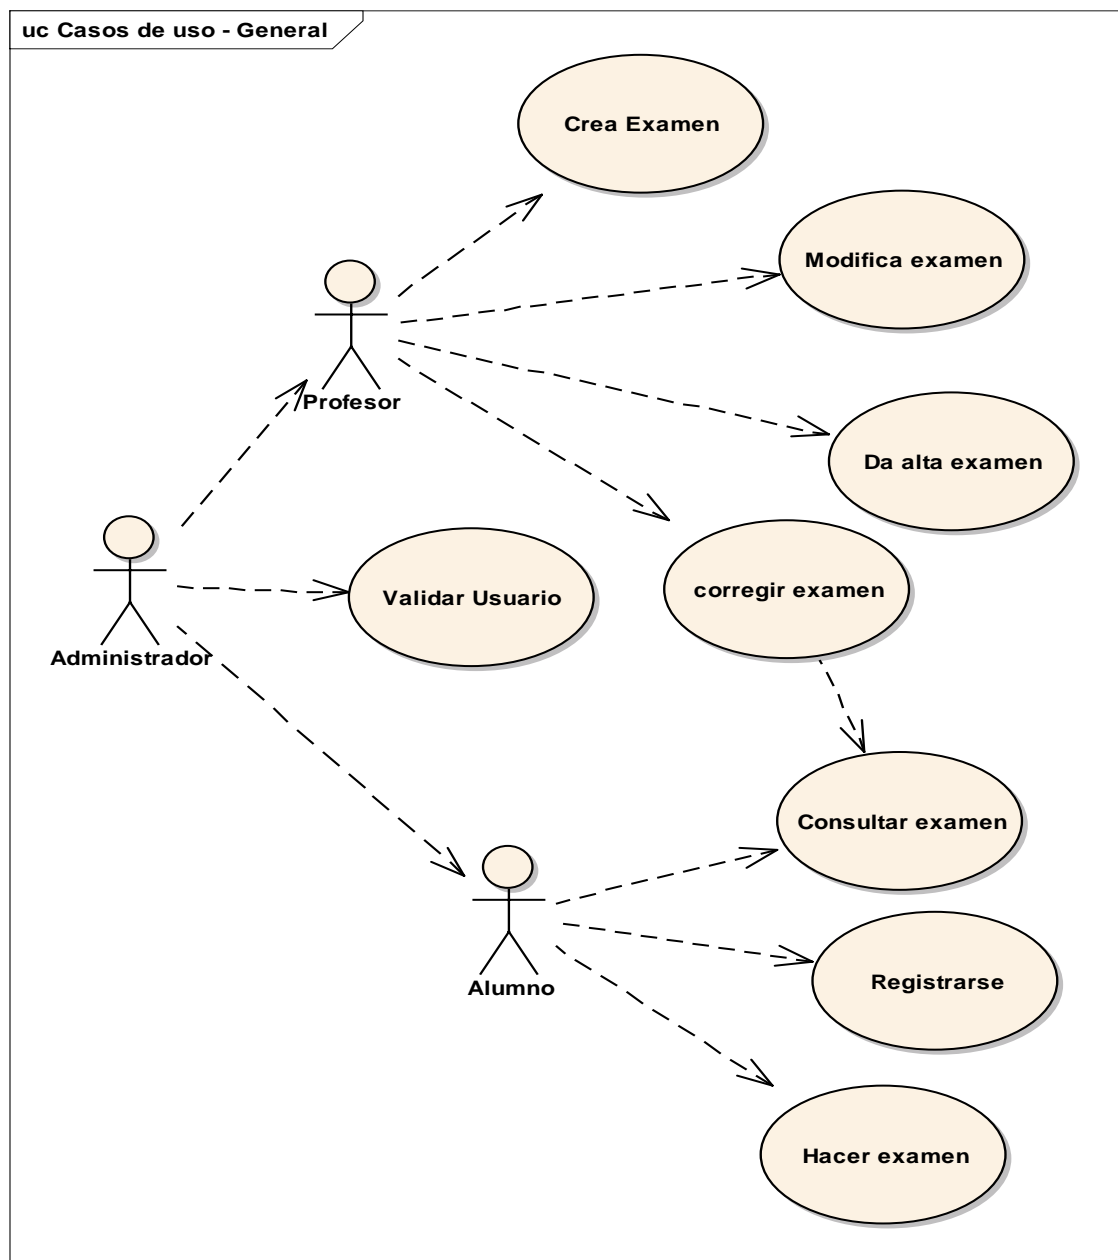 uc Casos de uso - General
Crea Examen
Modifica examen
Profesor
Da alta examen
Validar Usuario
corregir examen
Administrador
Consultar examen
Alumno
Registrarse
Hacer examen